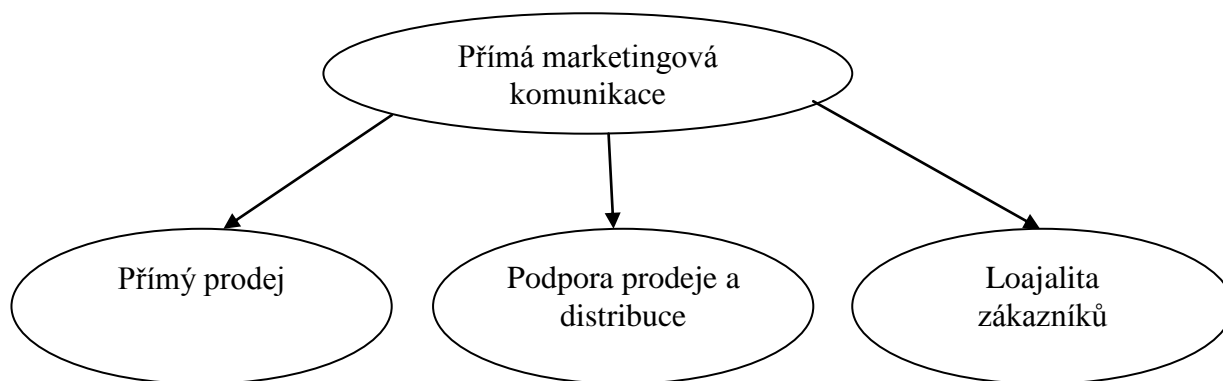 Přímá marketingová
komunikace
Přímý prodej
Podpora prodeje a
distribuce
Loajalita
zákazníků